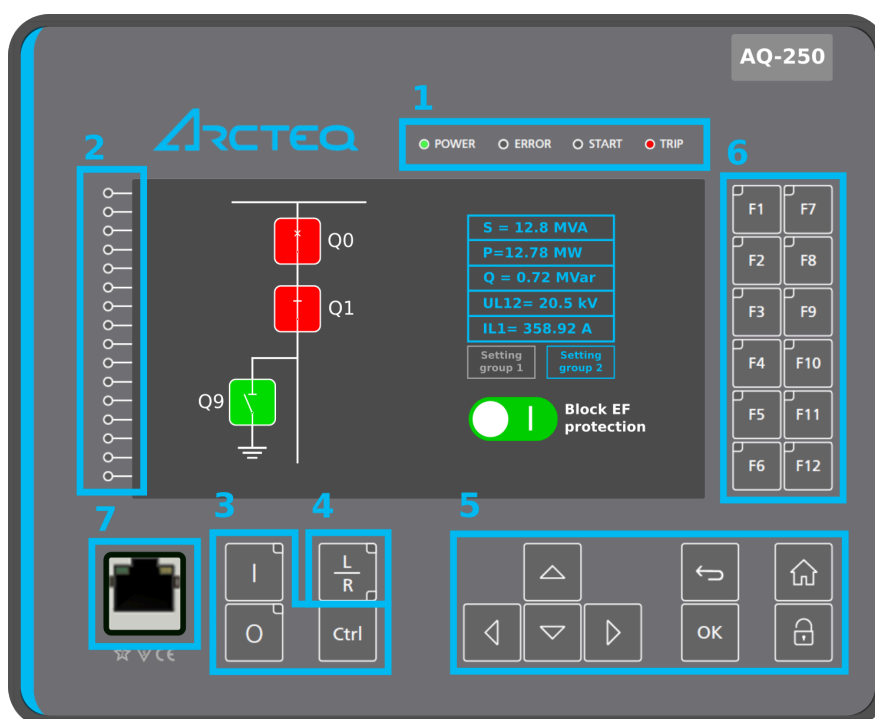 AQ-250
1
ARCTEQ
POWER ERROR START TRIP
2
6
S = 12.8 MVA
P=12.78 MW
Q = 0.72 MVar
UL12= 20.5 kV
IL1= 358.92 A
Setting group 1
Setting group 2
Block EF
protection
Q0
Q1
Q9
F1 F7
F2 F8
F3 F9
F4 F10
F5 F11
F6 F12
7
3
4
5
I
L
R
O
Ctrl
OK
CE